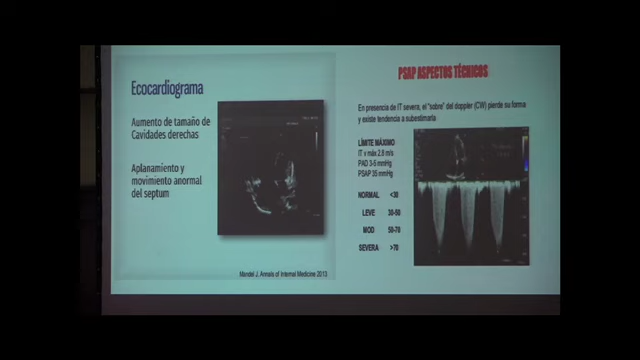 Ecocardiograma
Aumento de tamaño de
Cavidades derechas
Aplanamiento y
movimiento anormal
del septum
Mandel J. Annals of Internal Medicine 2013
PSAP ASPECTOS TÉCNICOS
En presencia de IT severa, el "sobre" del doppler (CW) pierde su forma
y existe tendencia a subestimarla
LÍMITE MÁXIMO
IT v máx 2.8 m/s
PAD 3-5 mmHg
PSAP 35 mmHg
NORMAL <30
LEVE 30-50
MOD 50-70
SEVERA >70